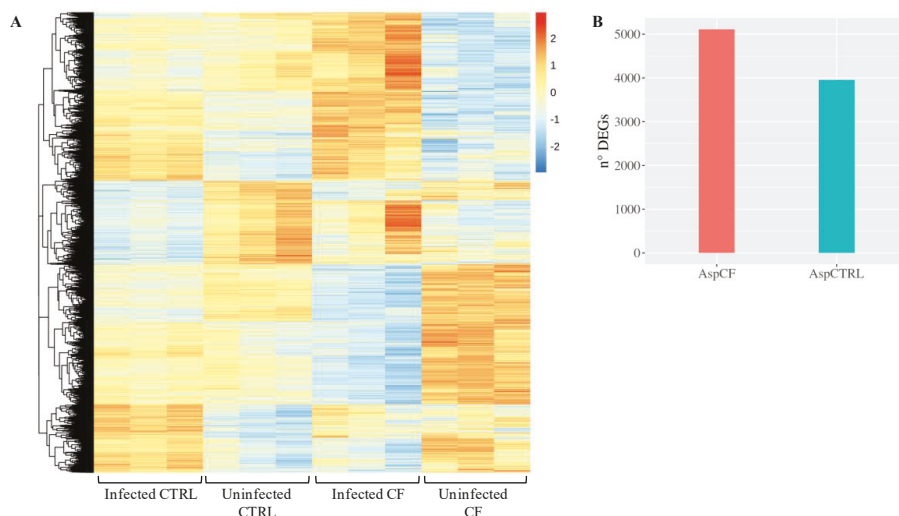 A
2
1
0
-1
-2
Infected CTRL
Uninfected
CTRL
Infected CF
Uninfected
CF
B
n° DEGs
5000
4000
3000
2000
1000
0
AspCF
AspCTRL